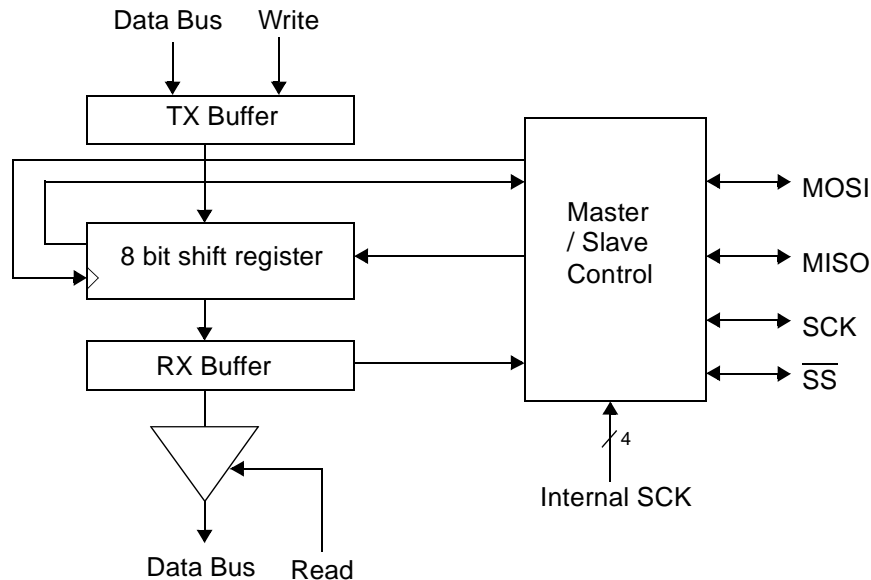 Data Bus
Write
TX Buffer
8 bit shift register
RX Buffer
Data Bus
Read
Master
/ Slave
Control
4
Internal SCK
MOSI
MISO
SCK
S̅S̅